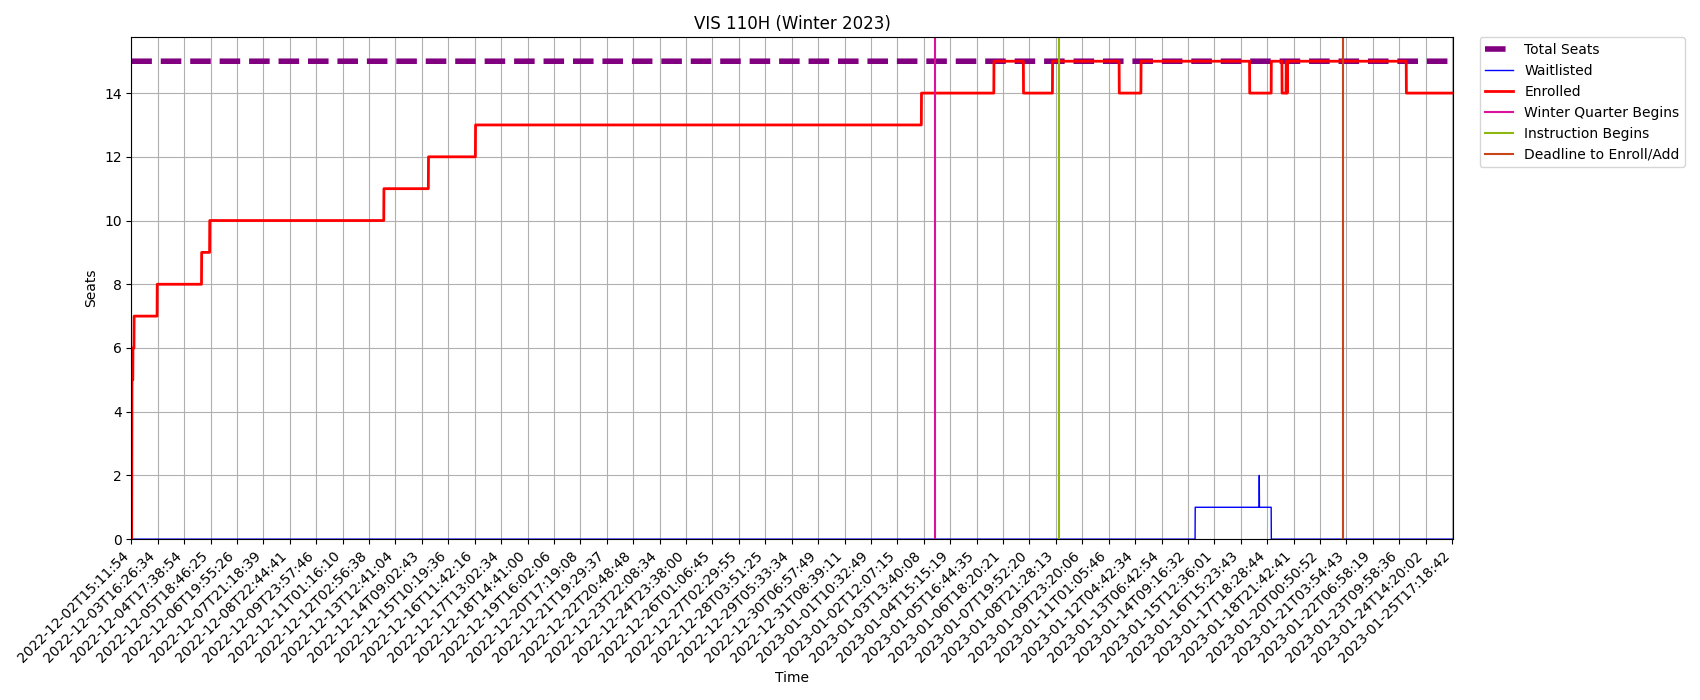 VIS 110H (Winter 2023)
Total Seats
Waitlisted
Enrolled
Winter Quarter Begins
Instruction Begins
Deadline to Enroll/Add
Seats
14
12
10
8
6
4
2
0
2022-12-02T15:11:54
2022-12-03T16:26:34
2022-12-04T17:38:54
2022-12-05T18:46:25
2022-12-06T19:55:26
2022-12-07T21:18:39
2022-12-08T22:44:41
2022-12-09T23:57:46
2022-12-11T01:16:10
2022-12-12T02:56:38
2022-12-13T12:41:04
2022-12-14T09:02:43
2022-12-15T10:19:36
2022-12-16T11:42:16
2022-12-17T13:02:34
2022-12-18T14:41:00
2022-12-19T16:02:06
2022-12-20T17:19:08
2022-12-21T19:29:37
2022-12-22T20:48:48
2022-12-23T22:08:34
2022-12-24T23:38:00
2022-12-26T01:06:45
2022-12-27T02:29:55
2022-12-28T03:51:25
2022-12-29T05:33:34
2022-12-30T06:57:49
2022-12-31T08:39:11
2023-01-01T10:32:49
2023-01-02T12:07:15
2023-01-03T13:40:08
2023-01-04T15:15:19
2023-01-05T16:44:35
2023-01-06T18:20:21
2023-01-07T19:52:20
2023-01-08T21:28:13
2023-01-09T23:20:06
2023-01-11T01:05:46
2023-01-12T04:42:34
2023-01-13T06:42:54
2023-01-14T09:16:32
2023-01-15T12:36:01
2023-01-16T15:23:43
2023-01-17T18:28:44
2023-01-18T21:42:41
2023-01-20T00:50:52
2023-01-21T03:54:43
2023-01-22T06:58:19
2023-01-23T09:58:36
2023-01-24T14:20:02
2023-01-25T17:18:42
Time